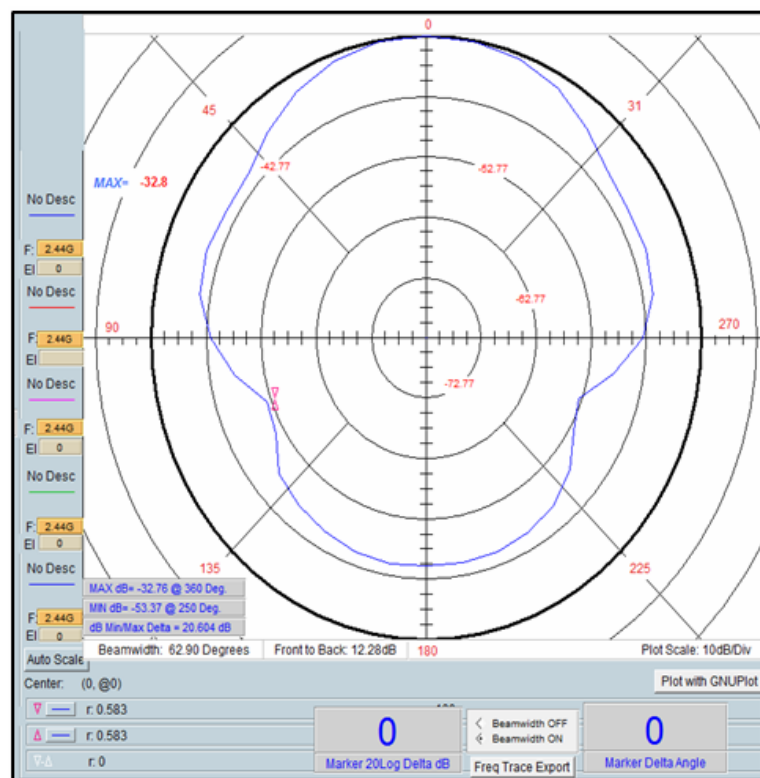 0
45
31
-42.77
-52.77
MAX= -32.8
No Desc
F: 2.44G
El 0
-62.77
No Desc
90
270
F: 2.44G
El
-72.77
No Desc
F: 2.44G
El 0
No Desc
F: 2.44G
El 0
135
225
No Desc
MAX dB= -32.76 @ 360 Deg.
MIN dB= -53.37 @ 250 Deg.
F: 2.44G
dB Min/Max Delta = 20.604 dB
El 0
Beamwidth: 62.90 Degrees Front to Back: 12.28dB 180 Plot Scale: 10dB/Div
Auto Scale
Center: (0, @0) Plot with GNUPlot
r: 0.583
r: 0.583
r: 0
0
Marker 20Log Delta dB
Beamwidth OFF
Beamwidth ON
Freq Trace Export
0
Marker Delta Angle